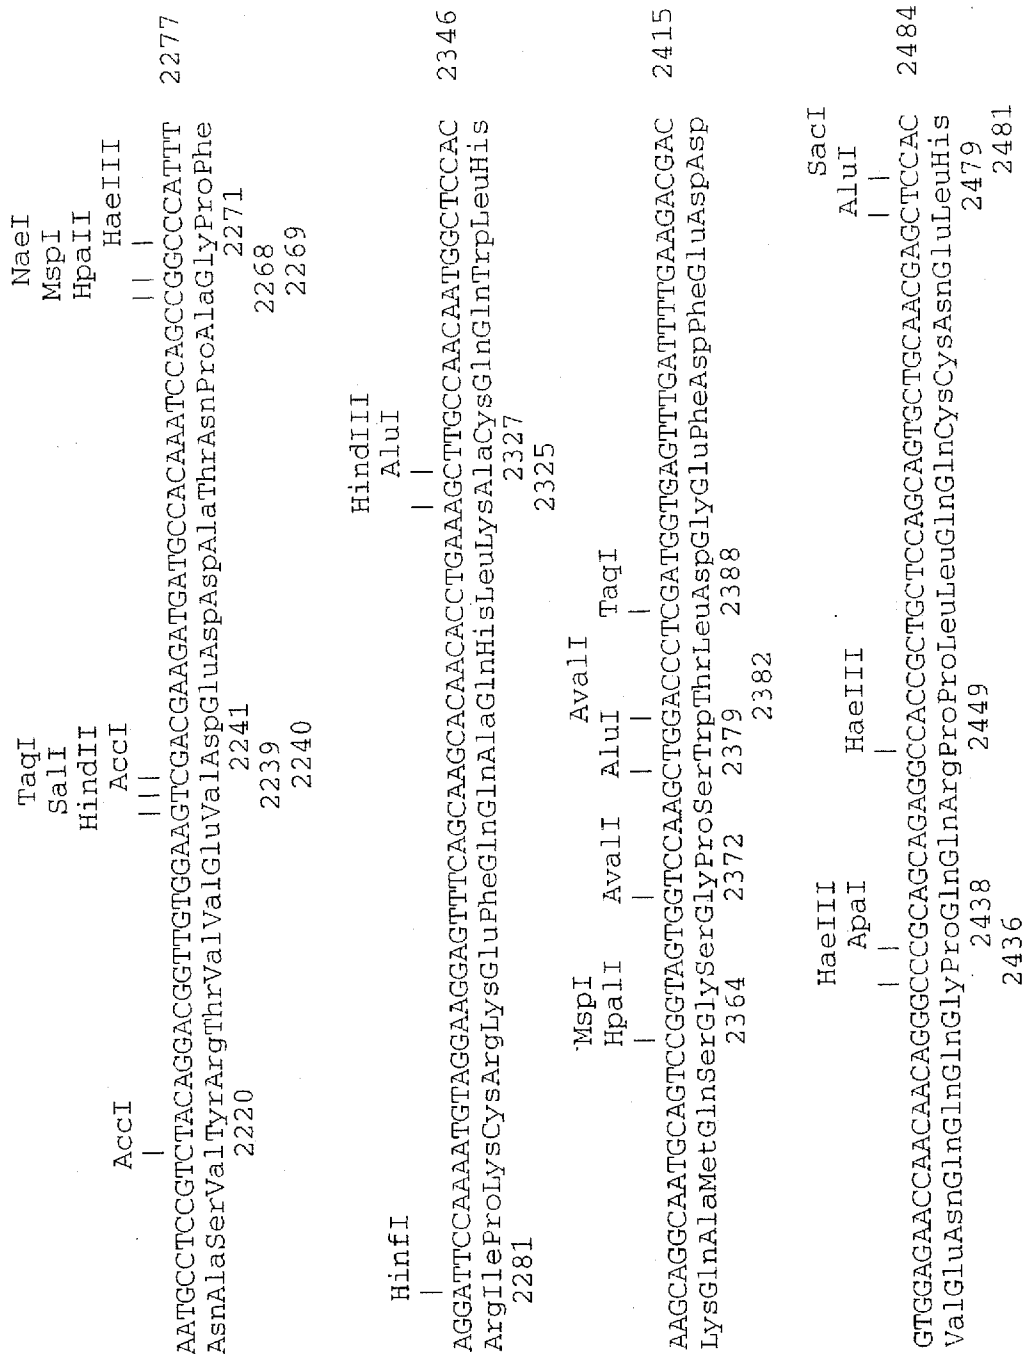 NaeI
TaqI MspI
SalI HpaII
HindII HaeIII
AccI AccI
AATGCCTCCGTCTACAGGACGGTTGTGGAAGTCGACGAAGATGATGCCACAAATCCAGCCGGCCCATTT 2277
AsnAlaSerValTyrArgThrValValGluValAspGluAspAspAlaThrAsnProAlaGlyProPhe
2220 2241 2271
2239 2268
2240 2269
HindIII
HinfI AluI
AGGATTCCAAAATGTAGGAAGGAGTTTCAGCAAGCACAACACCTGAAAGCTTGCCAACAATGGCTCCAC 2346
ArgIleProLysCysArgLysGluPheGlnGlnAlaGlnHisLeuLysAlaCysGlnGlnTrpLeuHis
2281 2327
2325
MspI AvaII
HpaII AvaII AluI TaqI
AAGCAGGCAATGCAGTCCGGTAGTGGTCCAAGCTGGACCCTCGATGGTGAGTTTGATTTTGAAGACGAC 2415
LysGlnAlaMetGlnSerGlySerGlyProSerTrpThrLeuAspGlyGluPheAspPheGluAspAsp
2364 2372 2379 2388
2382
HaeIII SacI
ApaI HaeIII AluI
GTGGAGAACCAACAACAGGGCCCGCAGCAGAGGCCACCGCTGCTCCAGCAGTGCTGCAACGAGCTCCAC 2484
ValGluAsnGlnGlnGlnGlyProGlnGlnArgProProLeuLeuGlnGlnCysCysAsnGluLeuHis
2438 2449 2479
2436 2481